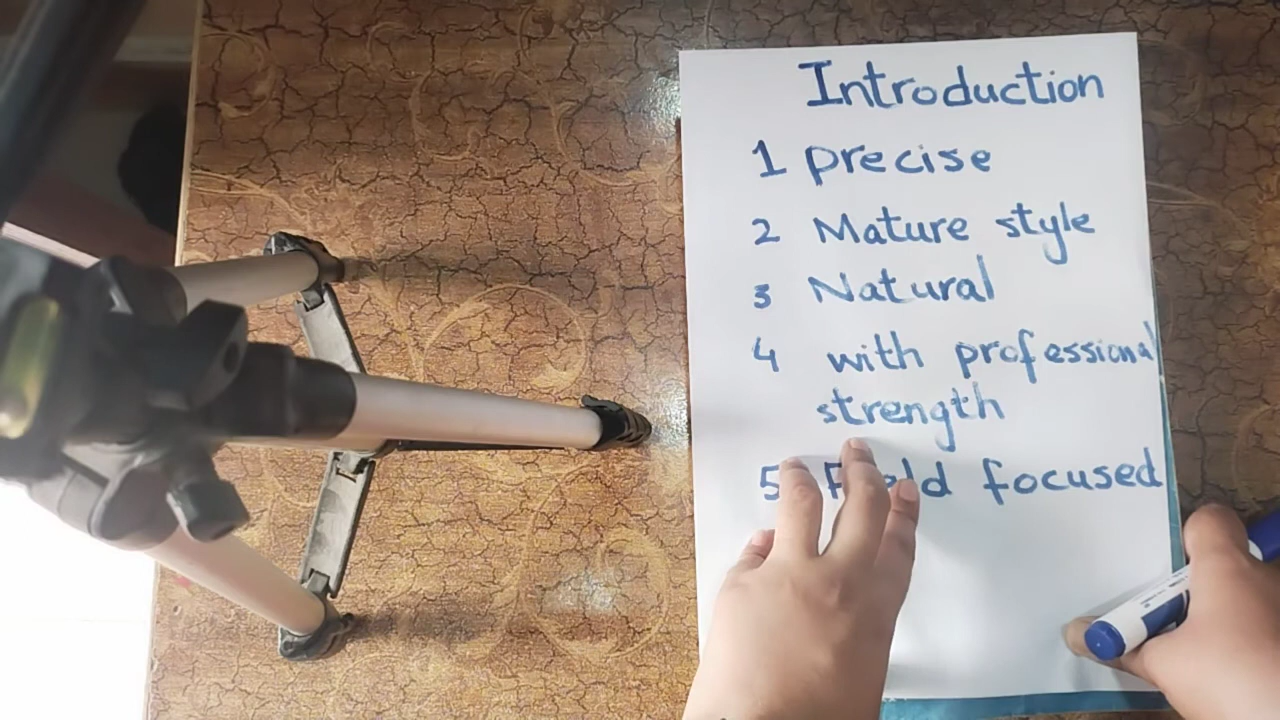 Introduction
1 precise
2 Mature style
3 Natural
4 with professional
strength
5 focused